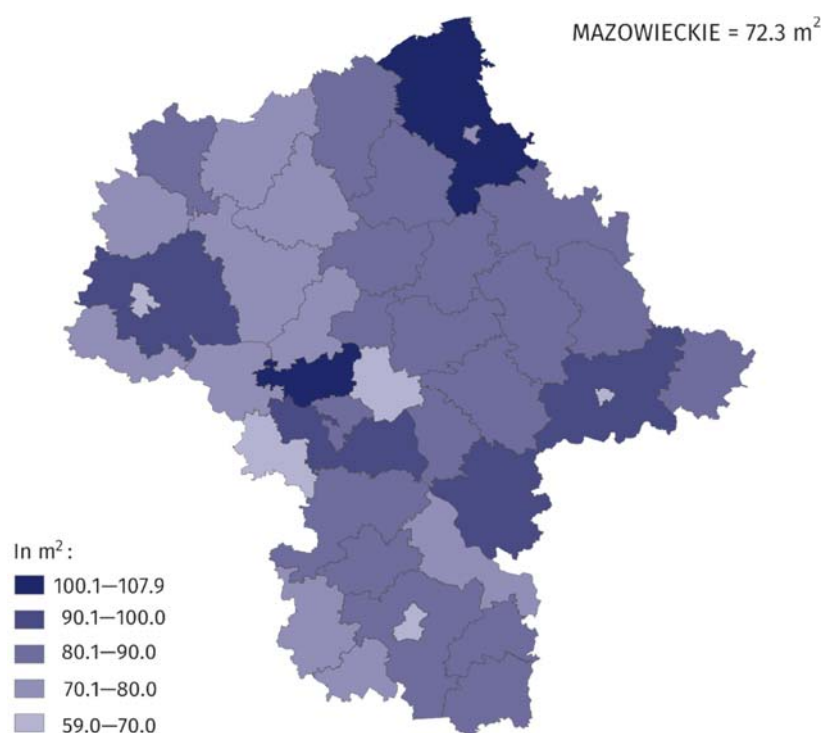 MAZOWIECKIE = 72.3 m²
In m² :
100.1—107.9
90.1—100.0
80.1—90.0
70.1—80.0
59.0—70.0